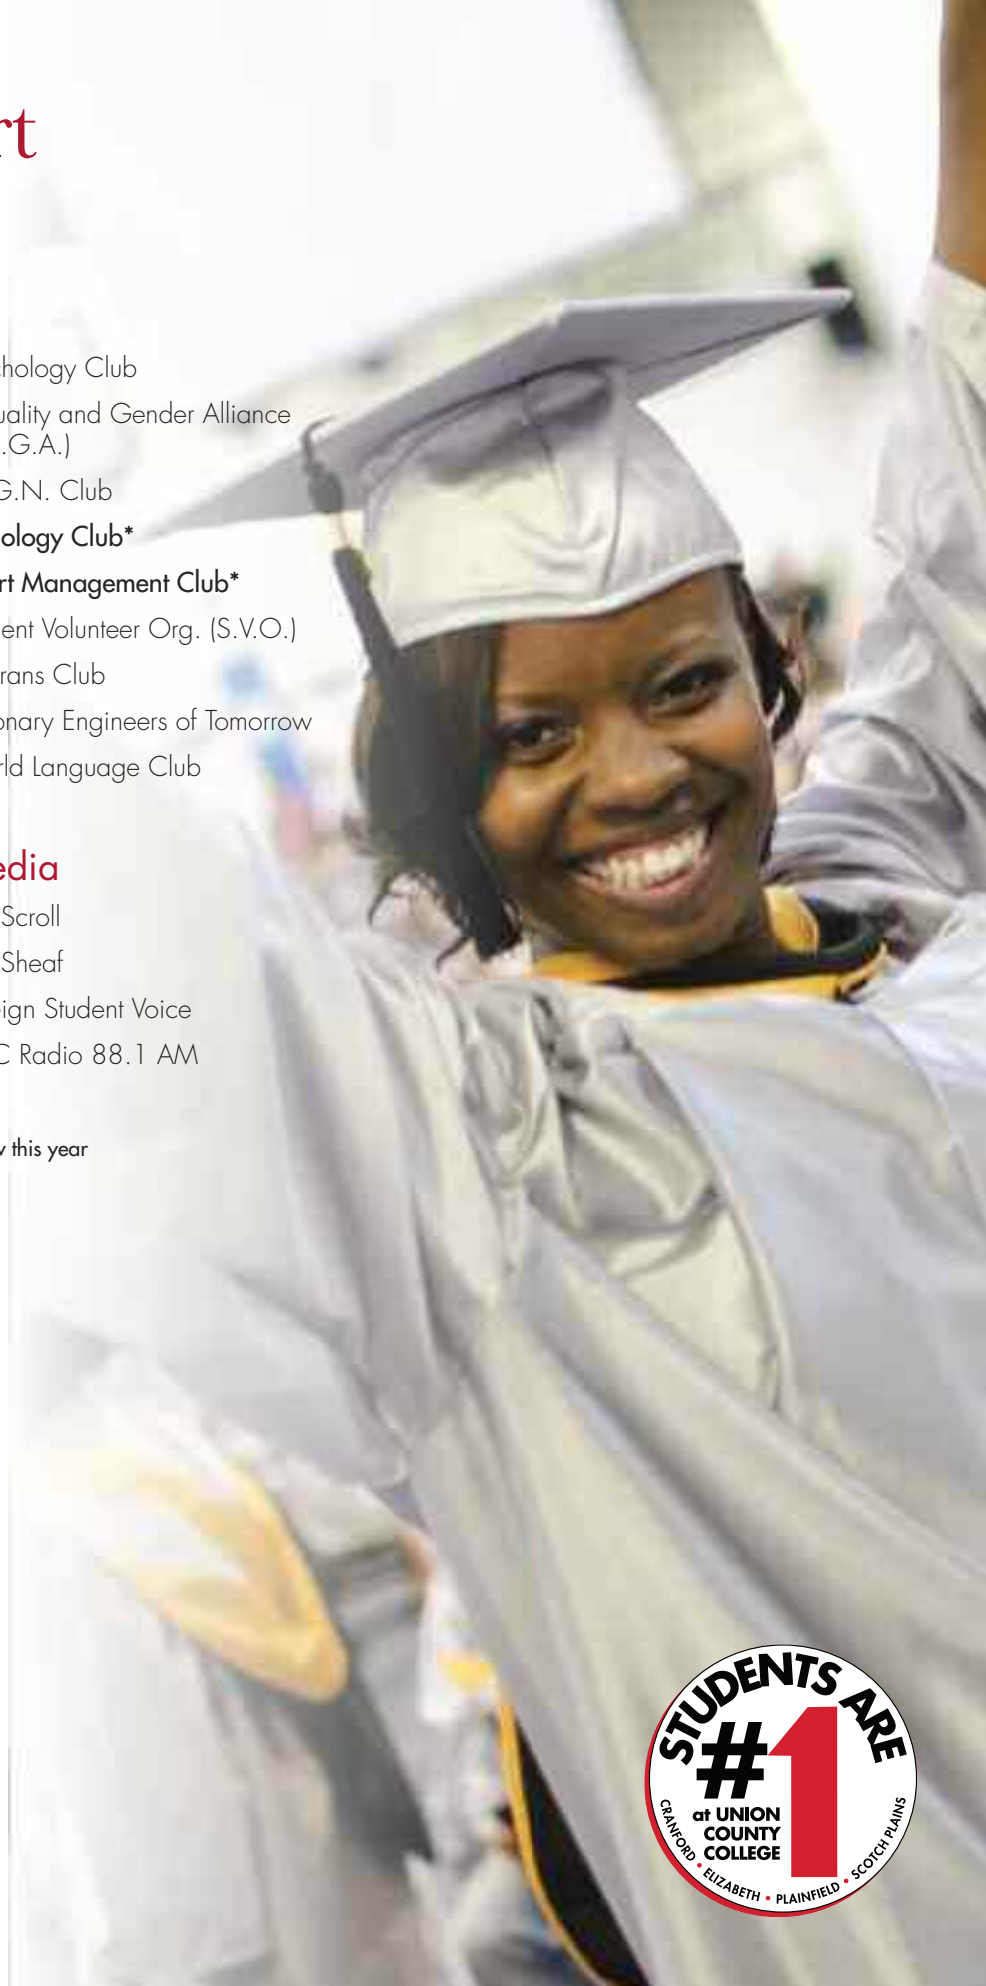 rt
chology Club
uality and Gender Alliance
.G.A.)
G.N. Club
ology Club*
rt Management Club*
ent Volunteer Org. (S.V.O.)
rans Club
onary Engineers of Tomorrow
rld Language Club
edia
Scroll
Sheaf
ign Student Voice
C Radio 88.1 AM
this year
STUDENTS ARE
#1
at UNION
COUNTY
COLLEGE
CRANFORD • ELIZABETH • PLAINFIELD • SCOTCH PLAINS